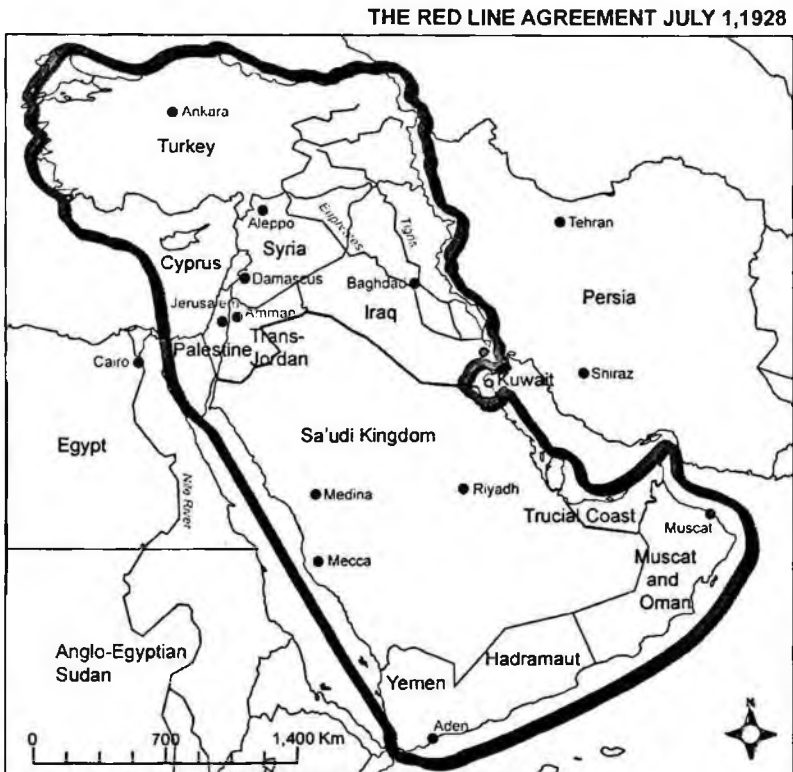 THE RED LINE AGREEMENT JULY 1,1928
Ankara
Turkey
Aleppo
Euphrates
Tigris
Syria
Tehran
Cyprus
Damascus
Baghdad
Persia
Jerusalem
Amman
Iraq
Palestine
Trans-
Jordan
Cairo
Kuwait
Shiraz
Egypt
Sa'udi Kingdom
Nile River
Medina
Riyadh
Trucial Coast
Muscat
Mecca
Muscat
and
Oman
Anglo-Egyptian
Sudan
Hadramaut
Yemen
N
Aden
0 700 1,400 Km